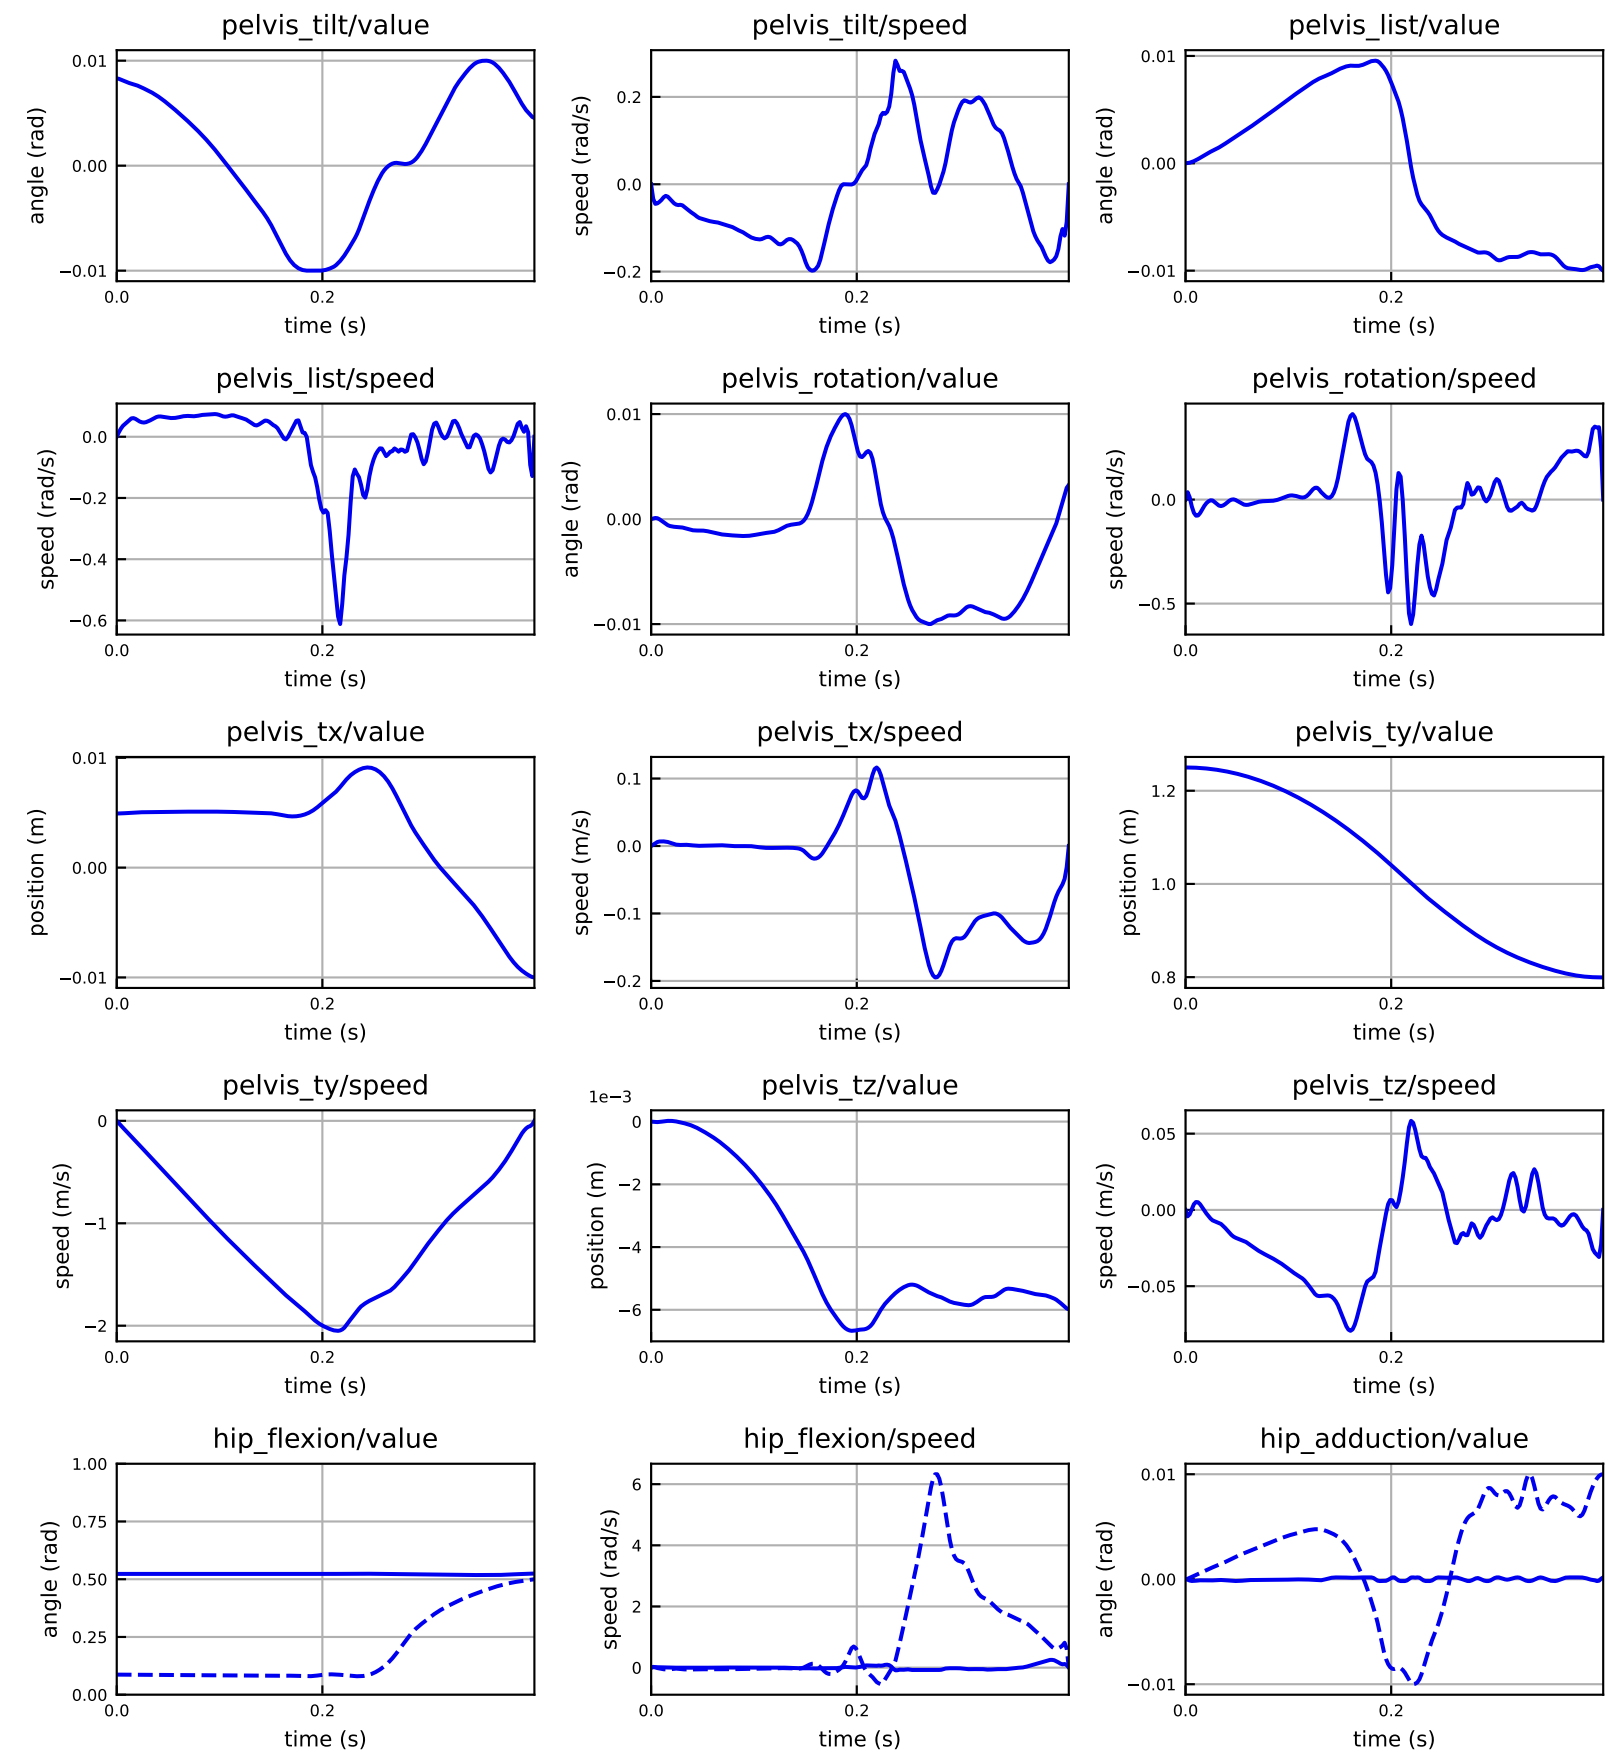 pelvis_tilt/value
pelvis_tilt/speed
pelvis_list/value
angle (rad)
0.01
0.00
−0.01
0.0
0.2
time (s)
speed (rad/s)
0.2
0.0
−0.2
0.0
0.2
time (s)
angle (rad)
0.01
0.00
−0.01
0.0
0.2
time (s)
pelvis_list/speed
pelvis_rotation/value
pelvis_rotation/speed
speed (rad/s)
0.0
−0.2
−0.4
−0.6
0.0
0.2
time (s)
angle (rad)
0.01
0.00
−0.01
0.0
0.2
time (s)
speed (rad/s)
0.0
−0.5
0.0
0.2
time (s)
pelvis_tx/value
pelvis_tx/speed
pelvis_ty/value
position (m)
0.01
0.00
−0.01
0.0
0.2
time (s)
speed (m/s)
0.1
0.0
−0.1
−0.2
0.0
0.2
time (s)
position (m)
1.2
1.0
0.8
0.0
0.2
time (s)
pelvis_ty/speed
pelvis_tz/value
pelvis_tz/speed
speed (m/s)
0
−1
−2
0.0
0.2
time (s)
1e−3
position (m)
0
−2
−4
−6
0.0
0.2
time (s)
speed (m/s)
0.05
0.00
−0.05
0.0
0.2
time (s)
hip_flexion/value
hip_flexion/speed
hip_adduction/value
angle (rad)
1.00
0.75
0.50
0.25
0.00
0.0
0.2
time (s)
speed (rad/s)
6
4
2
0
0.0
0.2
time (s)
angle (rad)
0.01
0.00
−0.01
0.0
0.2
time (s)